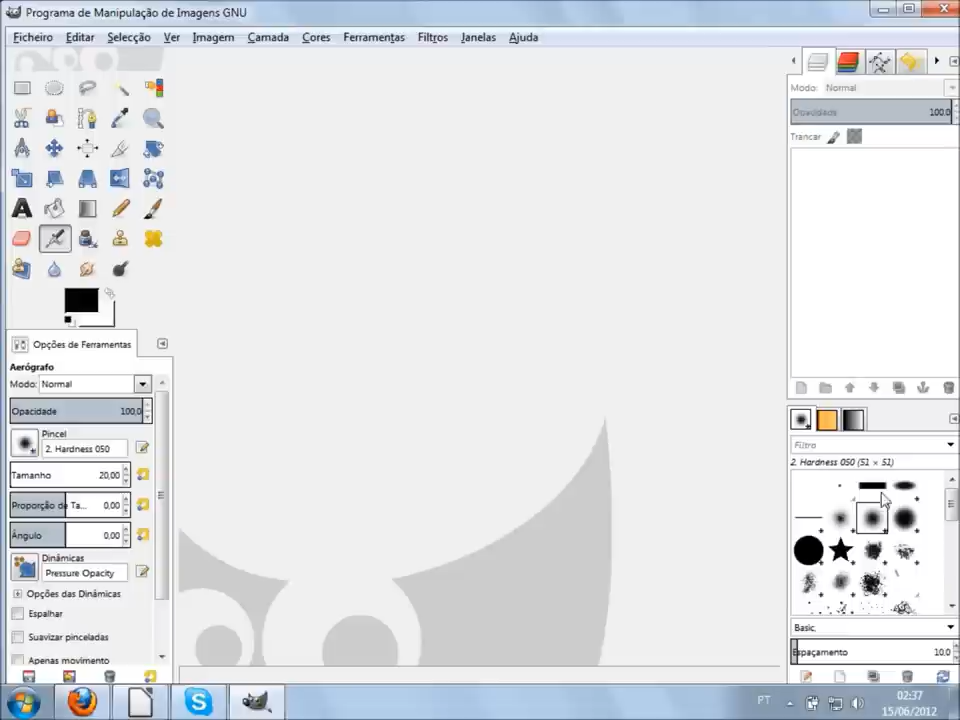 Programa de Manipulação de Imagens GNU
Ficheiro Editar Selecção Ver Imagem Camada Cores Ferramentas Filtros Janelas Ajuda
Modo: Normal
Opacidade 100.0
Trancar
Opções de Ferramentas
Aerógrafo
Modo: Normal
Opacidade 100,0
Pincel
2. Hardness 050
Tamanho 20,00
Proporção de Ta... 0,00
Ângulo 0,00
Dinâmicas
Pressure Opacity
Opções das Dinâmicas
Espalhar
Suavizar pinceladas
Apenas movimento
Filtro
2. Hardness 050 (51 × 51)
Basic,
Espaçamento 10.0
PT
02:37
15/06/2012